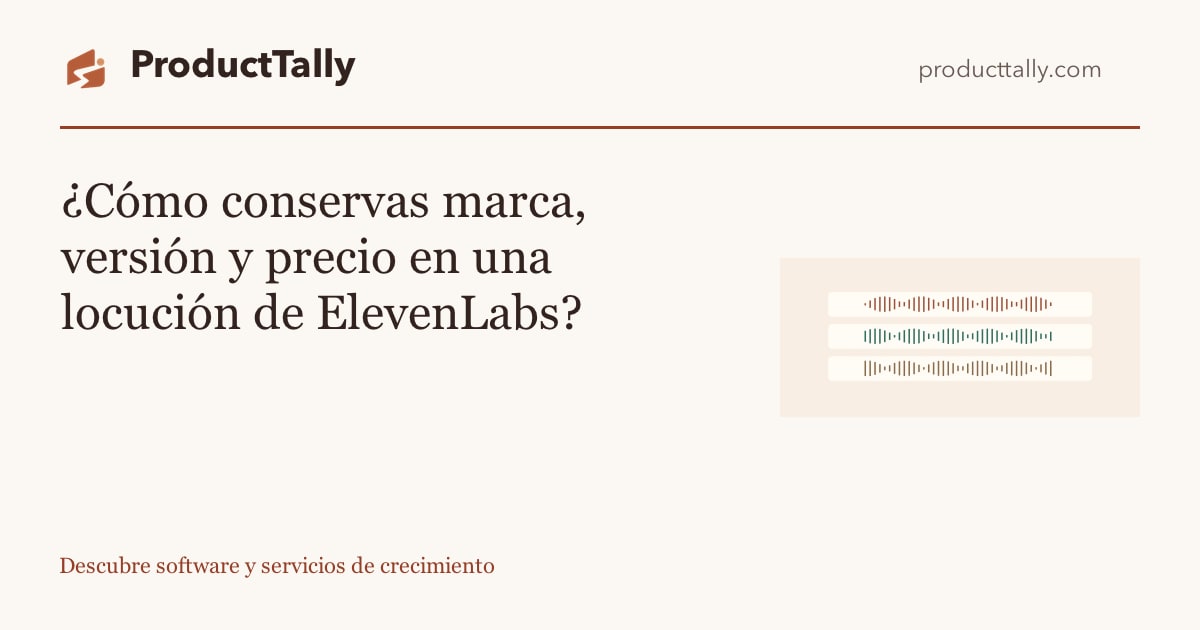 ProductTally
producttally.com
¿Cómo conservas marca,
versión y precio en una
locución de ElevenLabs?
Descubre software y servicios de crecimiento